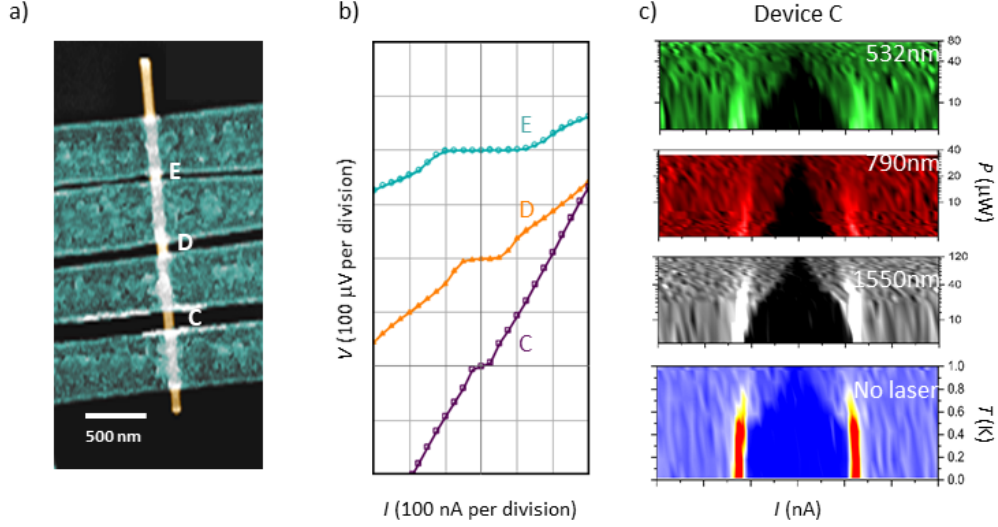 a)
E
D
C
500 nm
b)
E
D
C
V (100 μV per division)
I (100 nA per division)
c)
Device C
532nm
80
40
10
790nm
40
20
10
P (μW)
1550nm
120
40
10
No laser
1.0
0.8
0.6
0.4
0.2
0.0
T (K)
I (nA)